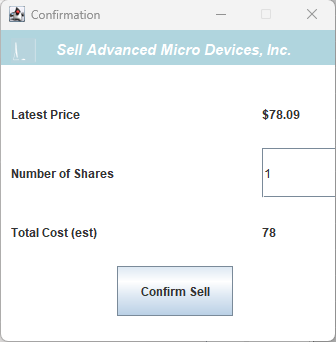 Confirmation
Sell Advanced Micro Devices, Inc.
Latest Price $78.09
Number of Shares 1
Total Cost (est) 78
Confirm Sell